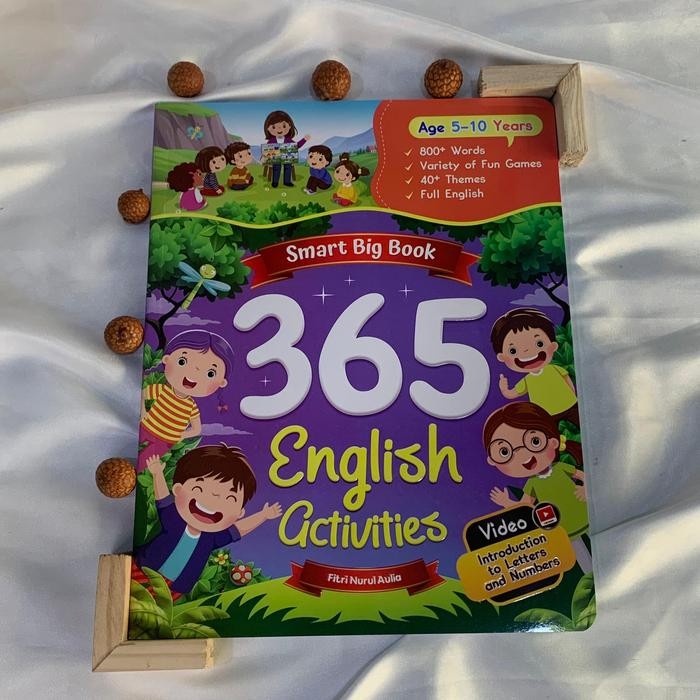 Age 5-10 Years
800+ Words
Variety of Fun Games
40+ Themes
Full English
Smart Big Book
365
English
activities
Video
Introduction
to Letters
and Numbers
Fitri Nurul Aulia